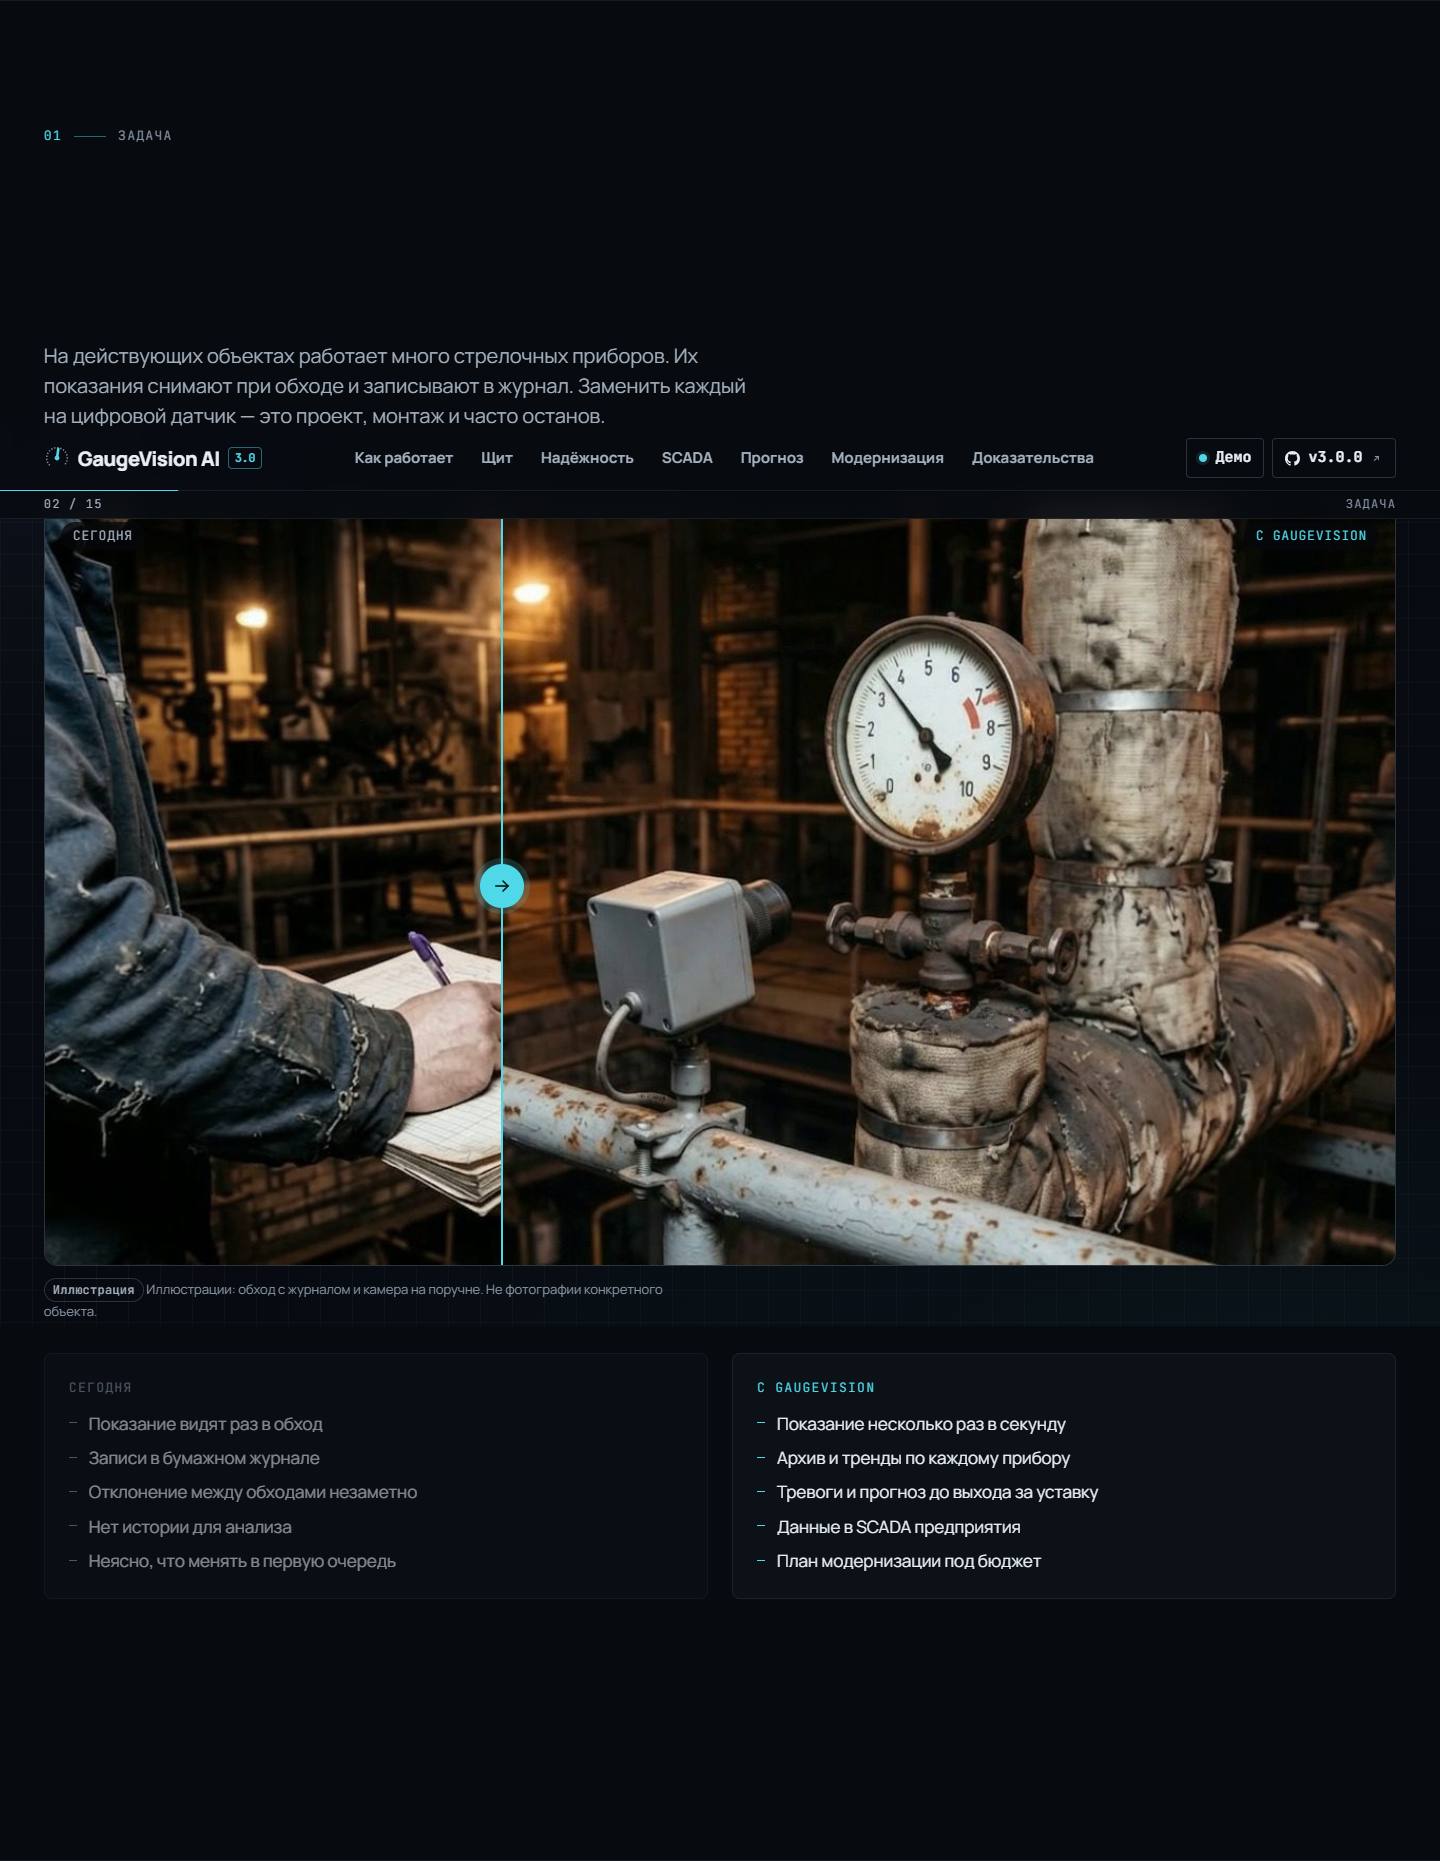 01 ЗАДАЧА
На действующих объектах работает много стрелочных приборов. Их
показания снимают при обходе и записывают в журнал. Заменить каждый
на цифровой датчик — это проект, монтаж и часто останов.
GaugeVision AI 3.0 Как работает Щит Надёжность SCADA Прогноз Модернизация Доказательства Демо v3.0.0 ↗
02 / 15 ЗАДАЧА
СЕГОДНЯ С GAUGEVISION
0 1 2 3 4 5 6 7 8 9 10
Иллюстрация Иллюстрации: обход с журналом и камера на поручне. Не фотографии конкретного
объекта.
СЕГОДНЯ
– Показание видят раз в обход
– Записи в бумажном журнале
– Отклонение между обходами незаметно
– Нет истории для анализа
– Неясно, что менять в первую очередь
С GAUGEVISION
– Показание несколько раз в секунду
– Архив и тренды по каждому прибору
– Тревоги и прогноз до выхода за уставку
– Данные в SCADA предприятия
– План модернизации под бюджет